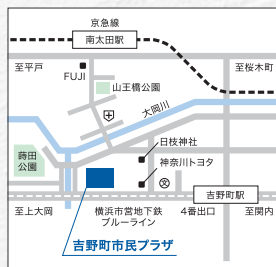 京急線
南太田駅
至平戸
至桜木町
FUJI
山王橋公園
大岡川
蒔田
公園
日枝神社
神奈川トヨタ
文
吉野町駅
至上大岡
横浜市営地下鉄
ブルーライン
4番出口
至関内
吉野町市民プラザ